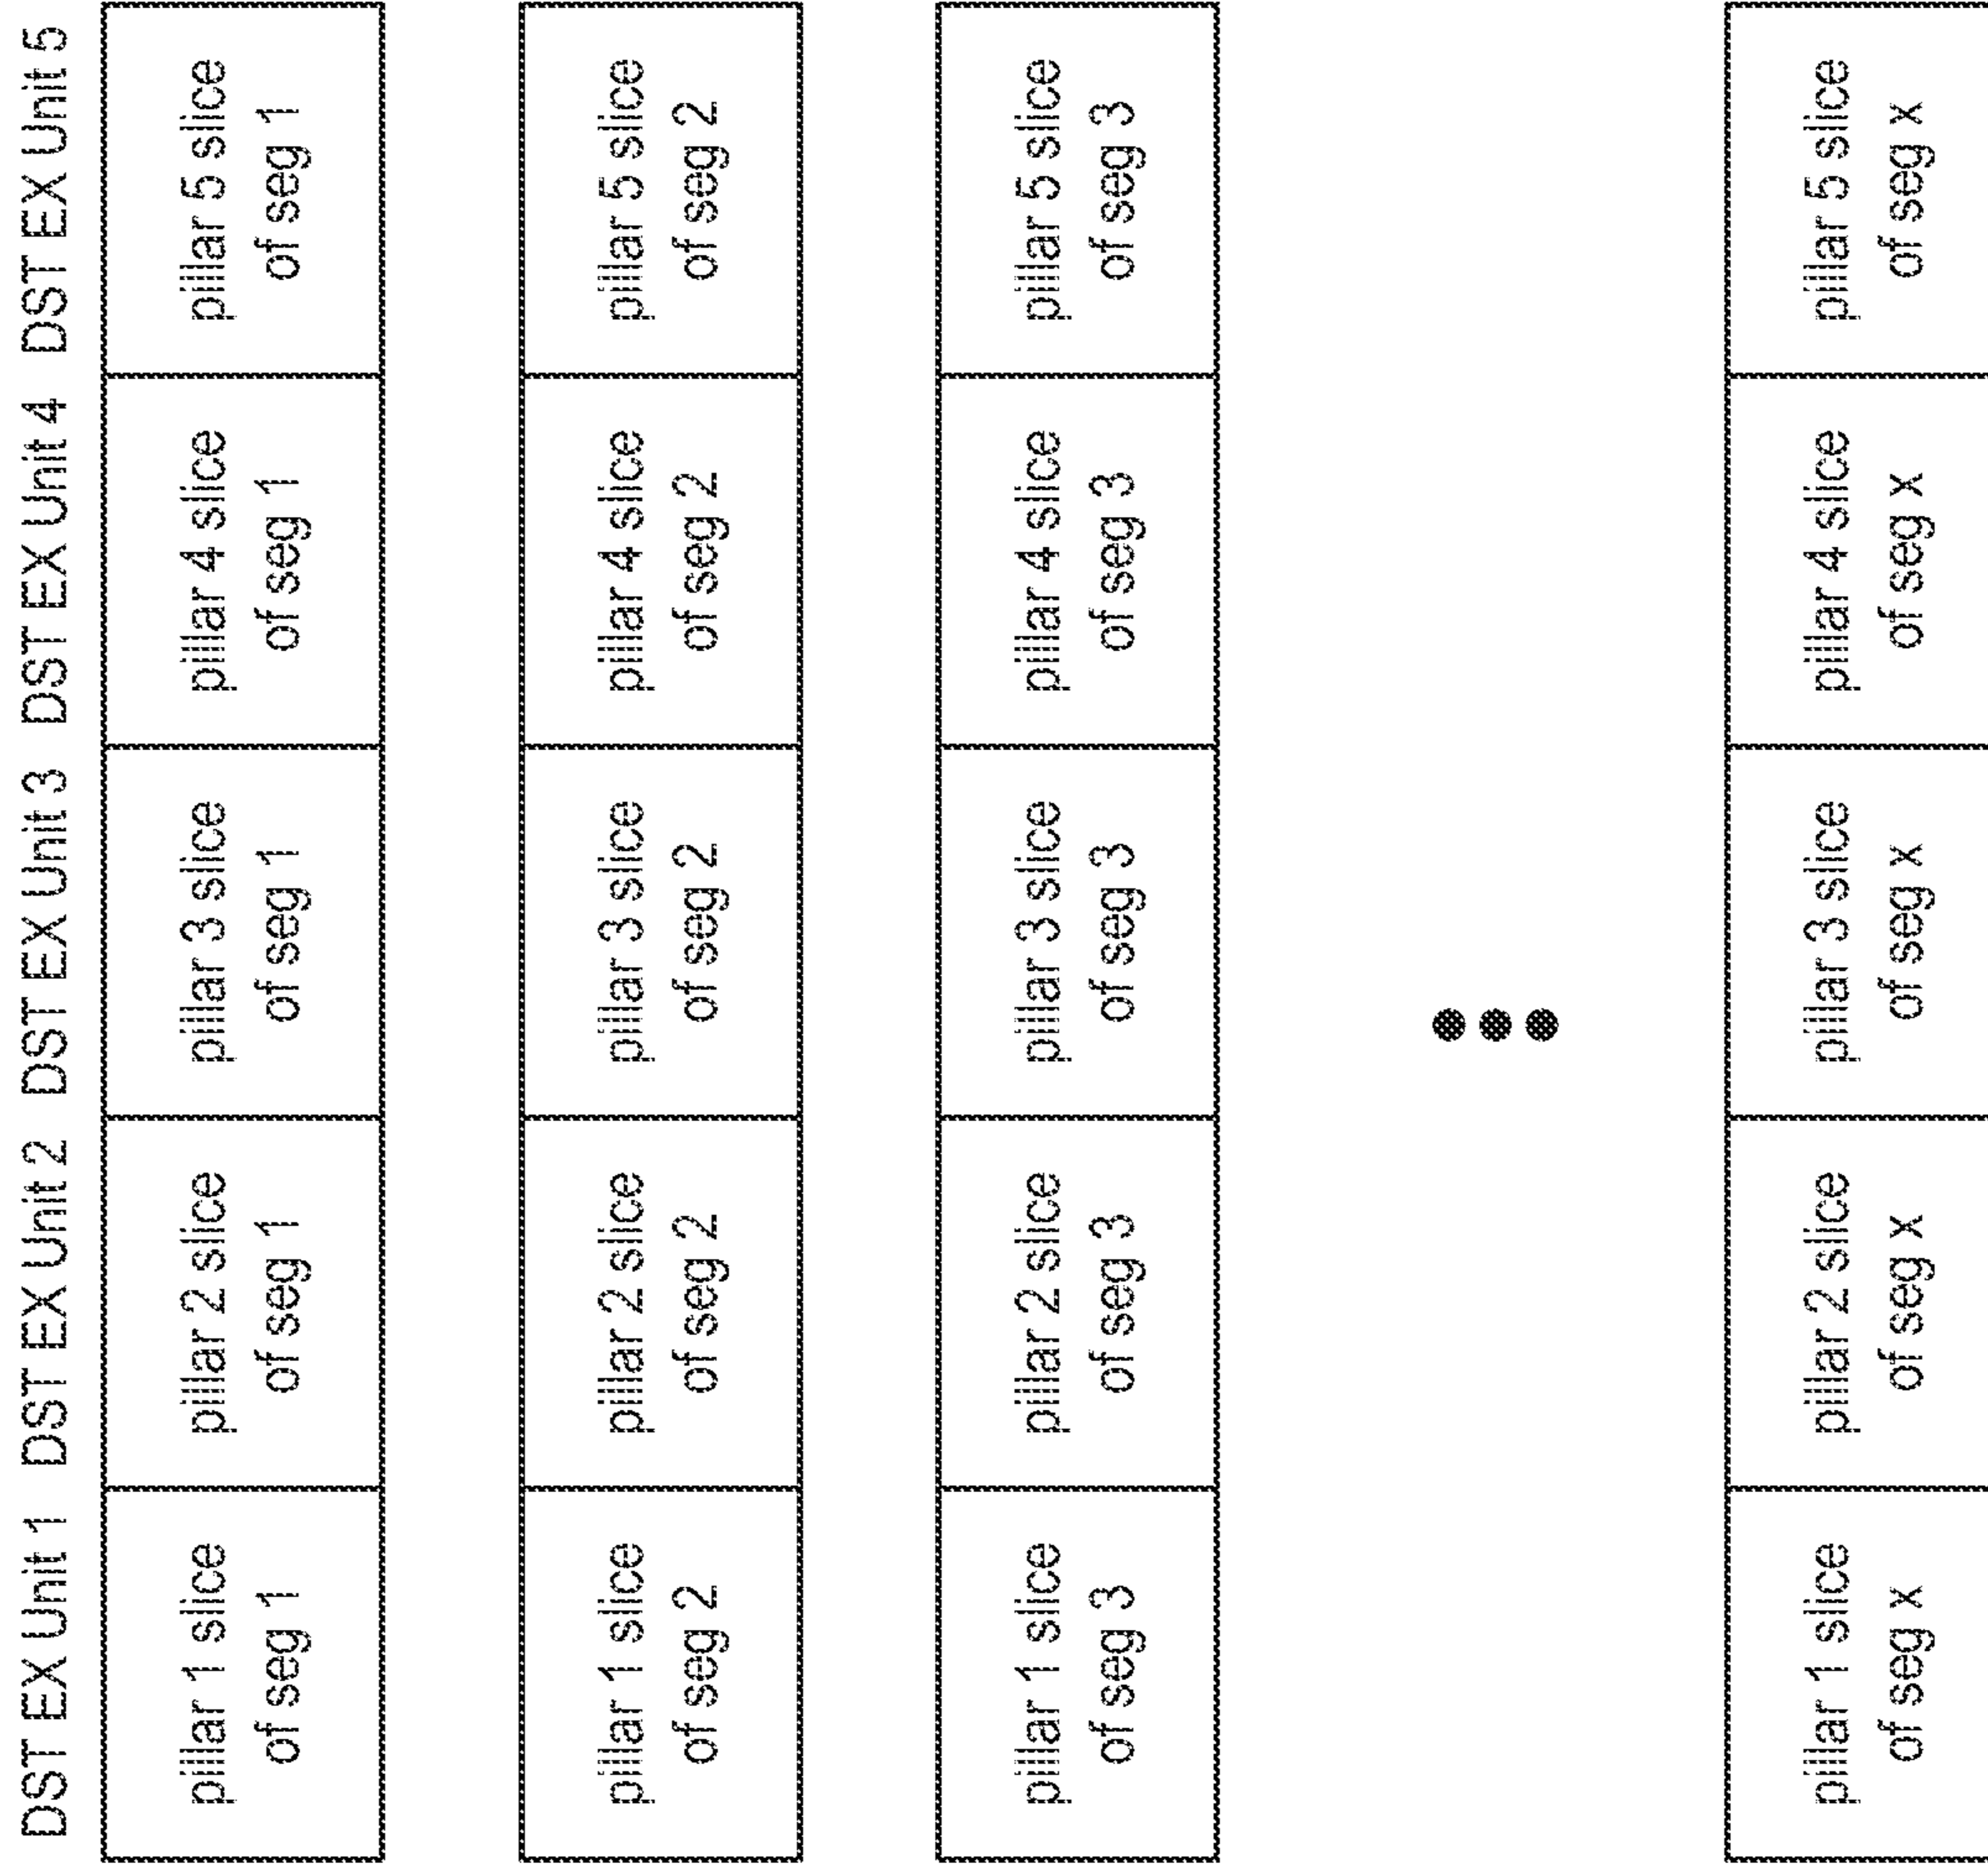 DST EX Unit 1 DST EX Unit 2 DST EX Unit 3 DST EX Unit 4 DST EX Unit 5
pillar 1 slice
of seg 1
pillar 2 slice
of seg 1
pillar 3 slice
of seg 1
pillar 4 slice
of seg 1
pillar 5 slice
of seg 1
pillar 1 slice
of seg 2
pillar 2 slice
of seg 2
pillar 3 slice
of seg 2
pillar 4 slice
of seg 2
pillar 5 slice
of seg 2
pillar 1 slice
of seg 3
pillar 2 slice
of seg 3
pillar 3 slice
of seg 3
pillar 4 slice
of seg 3
pillar 5 slice
of seg 3
pillar 1 slice
of seg x
pillar 2 slice
of seg x
pillar 3 slice
of seg x
pillar 4 slice
of seg x
pillar 5 slice
of seg x